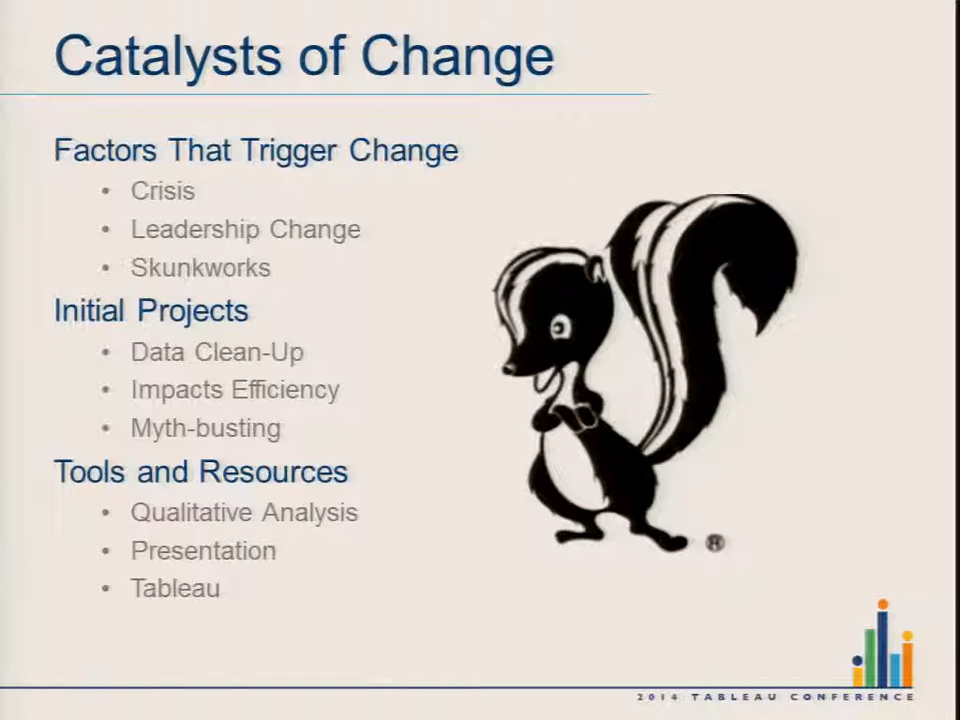 Catalysts of Change
Factors That Trigger Change
• Crisis
• Leadership Change
• Skunkworks
Initial Projects
• Data Clean-Up
• Impacts Efficiency
• Myth-busting
Tools and Resources
• Qualitative Analysis
• Presentation
• Tableau
®
2014 TABLEAU CONFERENCE